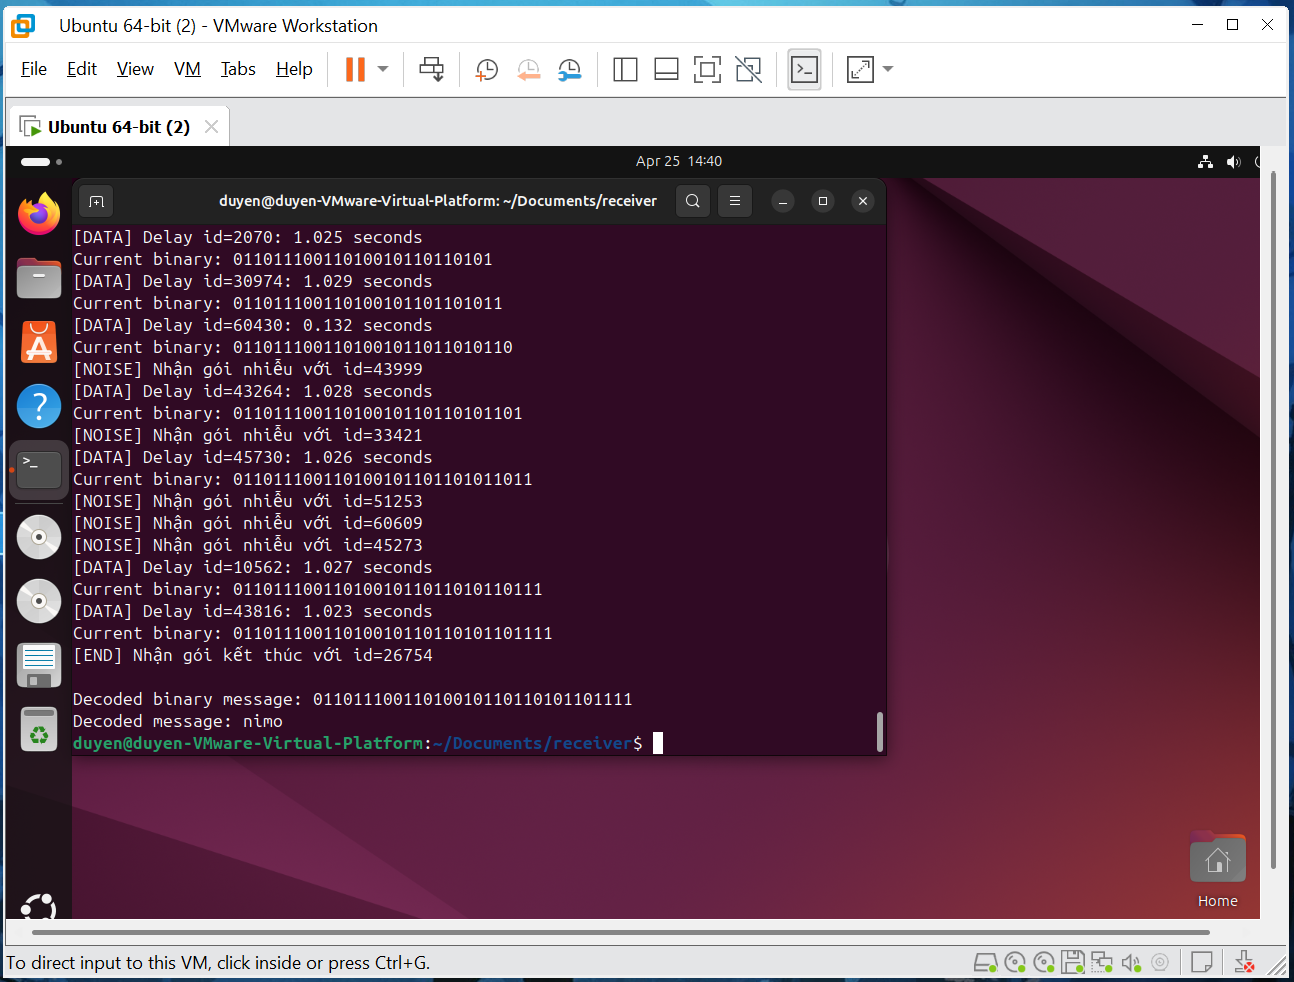 Ubuntu 64-bit (2) - VMware Workstation
File Edit View VM Tabs Help
Ubuntu 64-bit (2)
Apr 25 14:40
duyen@duyen-VMware-Virtual-Platform: ~/Documents/receiver
[DATA] Delay id=2070: 1.025 seconds
Current binary: 01101110011010010110110101
[DATA] Delay id=30974: 1.029 seconds
Current binary: 011011100110100101101101011
[DATA] Delay id=60430: 0.132 seconds
Current binary: 0110111001101001011011010110
[NOISE] Nhận gói nhiễu với id=43999
[DATA] Delay id=43264: 1.028 seconds
Current binary: 01101110011010010110110101101
[NOISE] Nhận gói nhiễu với id=33421
[DATA] Delay id=45730: 1.026 seconds
Current binary: 011011100110100101101101011011
[NOISE] Nhận gói nhiễu với id=51253
[NOISE] Nhận gói nhiễu với id=60609
[NOISE] Nhận gói nhiễu với id=45273
[DATA] Delay id=10562: 1.027 seconds
Current binary: 0110111001101001011011010110111
[DATA] Delay id=43816: 1.023 seconds
Current binary: 01101110011010010110110101101111
[END] Nhận gói kết thúc với id=26754
Decoded binary message: 01101110011010010110110101101111
Decoded message: nimo
duyen@duyen-VMware-Virtual-Platform:~/Documents/receiver$
Home
To direct input to this VM, click inside or press Ctrl+G.